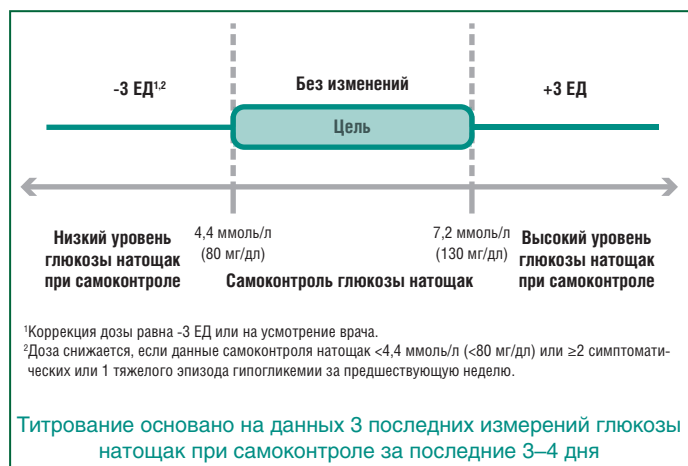 -3 ЕД1,2
Без изменений
+3 ЕД
Цель
Низкий уровень
глюкозы натощак
при самоконтроле
4,4 ммоль/л
(80 мг/дл)
Самоконтроль глюкозы натощак
7,2 ммоль/л
(130 мг/дл)
Высокий уровень
глюкозы натощак
при самоконтроле
1Коррекция дозы равна -3 ЕД или на усмотрение врача.
2Доза снижается, если данные самоконтроля натощак <4,4 ммоль/л (<80 мг/дл) или ≥2 симптомати-
ческих или 1 тяжелого эпизода гипогликемии за предшествующую неделю.
Титрование основано на данных 3 последних измерений глюкозы
натощак при самоконтроле за последние 3–4 дня